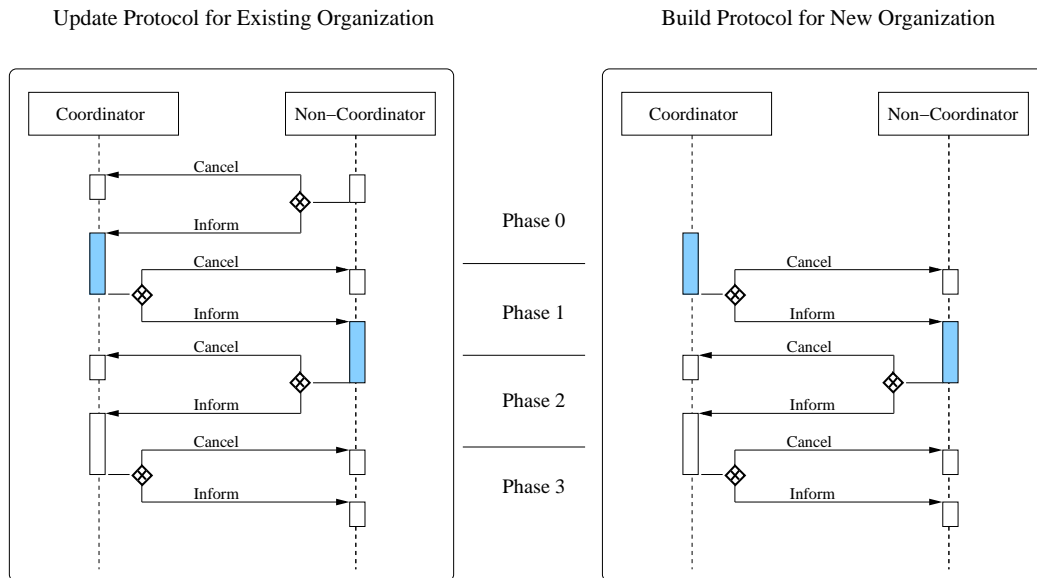 Update Protocol for Existing Organization
Build Protocol for New Organization
Coordinator
Non−Coordinator
Cancel
Inform
Cancel
Inform
Cancel
Inform
Cancel
Inform
Phase 0
Phase 1
Phase 2
Phase 3
Coordinator
Non−Coordinator
Cancel
Inform
Cancel
Inform
Cancel
Inform